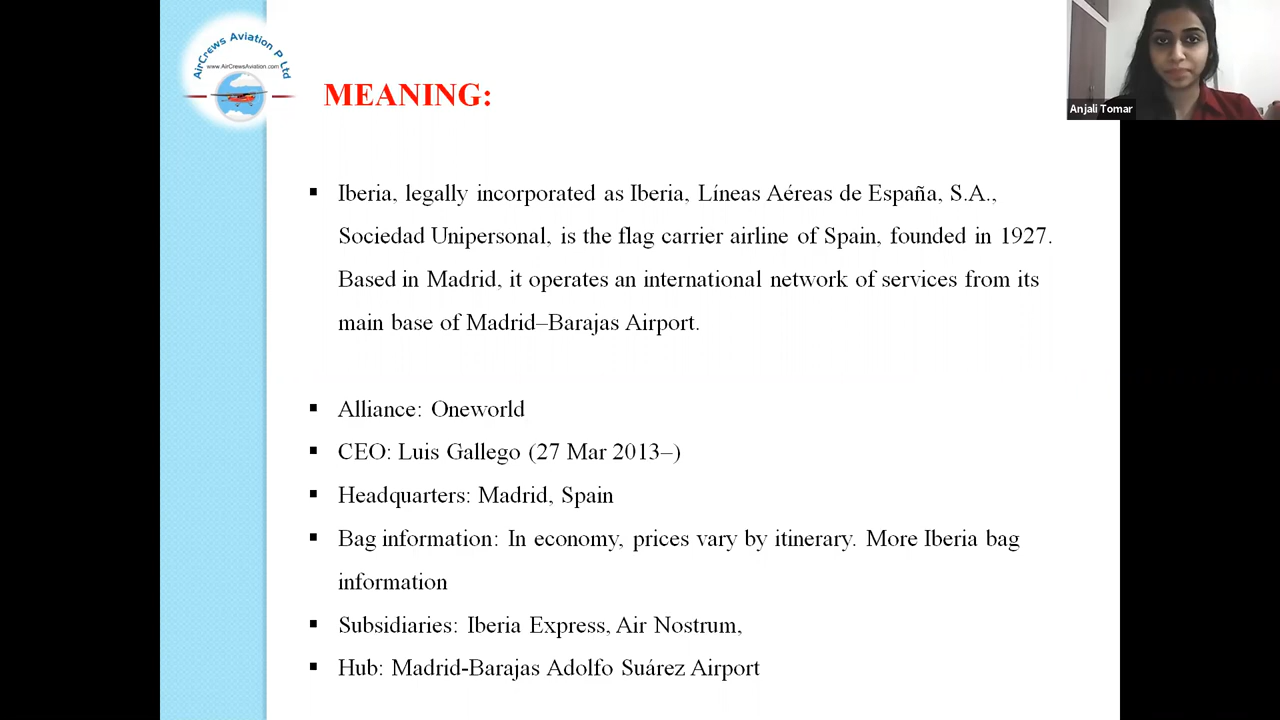 AirCrews Aviation P Ltd
www.AirCrewsAviation.com
MEANING:
Anjali Tomar
▪ Iberia, legally incorporated as Iberia, Líneas Aéreas de España, S.A.,
Sociedad Unipersonal, is the flag carrier airline of Spain, founded in 1927.
Based in Madrid, it operates an international network of services from its
main base of Madrid–Barajas Airport.
▪ Alliance: Oneworld
▪ CEO: Luis Gallego (27 Mar 2013–)
▪ Headquarters: Madrid, Spain
▪ Bag information: In economy, prices vary by itinerary. More Iberia bag
information
▪ Subsidiaries: Iberia Express, Air Nostrum,
▪ Hub: Madrid-Barajas Adolfo Suárez Airport